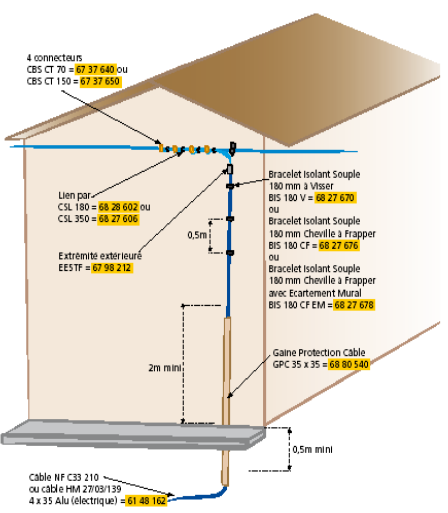 4 connecteurs
CBS CT 70 = 67 37 640 ou
CBS CT 150 = 67 37 650
Lien par
CSL 180 = 68 28 602 ou
CSL 350 = 68 27 606
Extrémité extérieure
EESTF = 67 98 212
0,5m
Bracelet Isolant Souple
180 mm à Visser
BIS 180 V = 68 27 670
ou
Bracelet Isolant Souple
180 mm Cheville à Frapper
BIS 180 CF = 68 27 676
ou
Bracelet Isolant Souple
180 mm Cheville à Frapper
avec Ecartement Mural
BIS 180 CF EM = 68 27 678
2m mini
Gaine Protection Câble
GPC 35 x 35 = 68 80 540
0,5m mini
Câble NF C33 210
ou câble HM 27/03/139
4 x 35 Alu (électrique) = 61 48 162